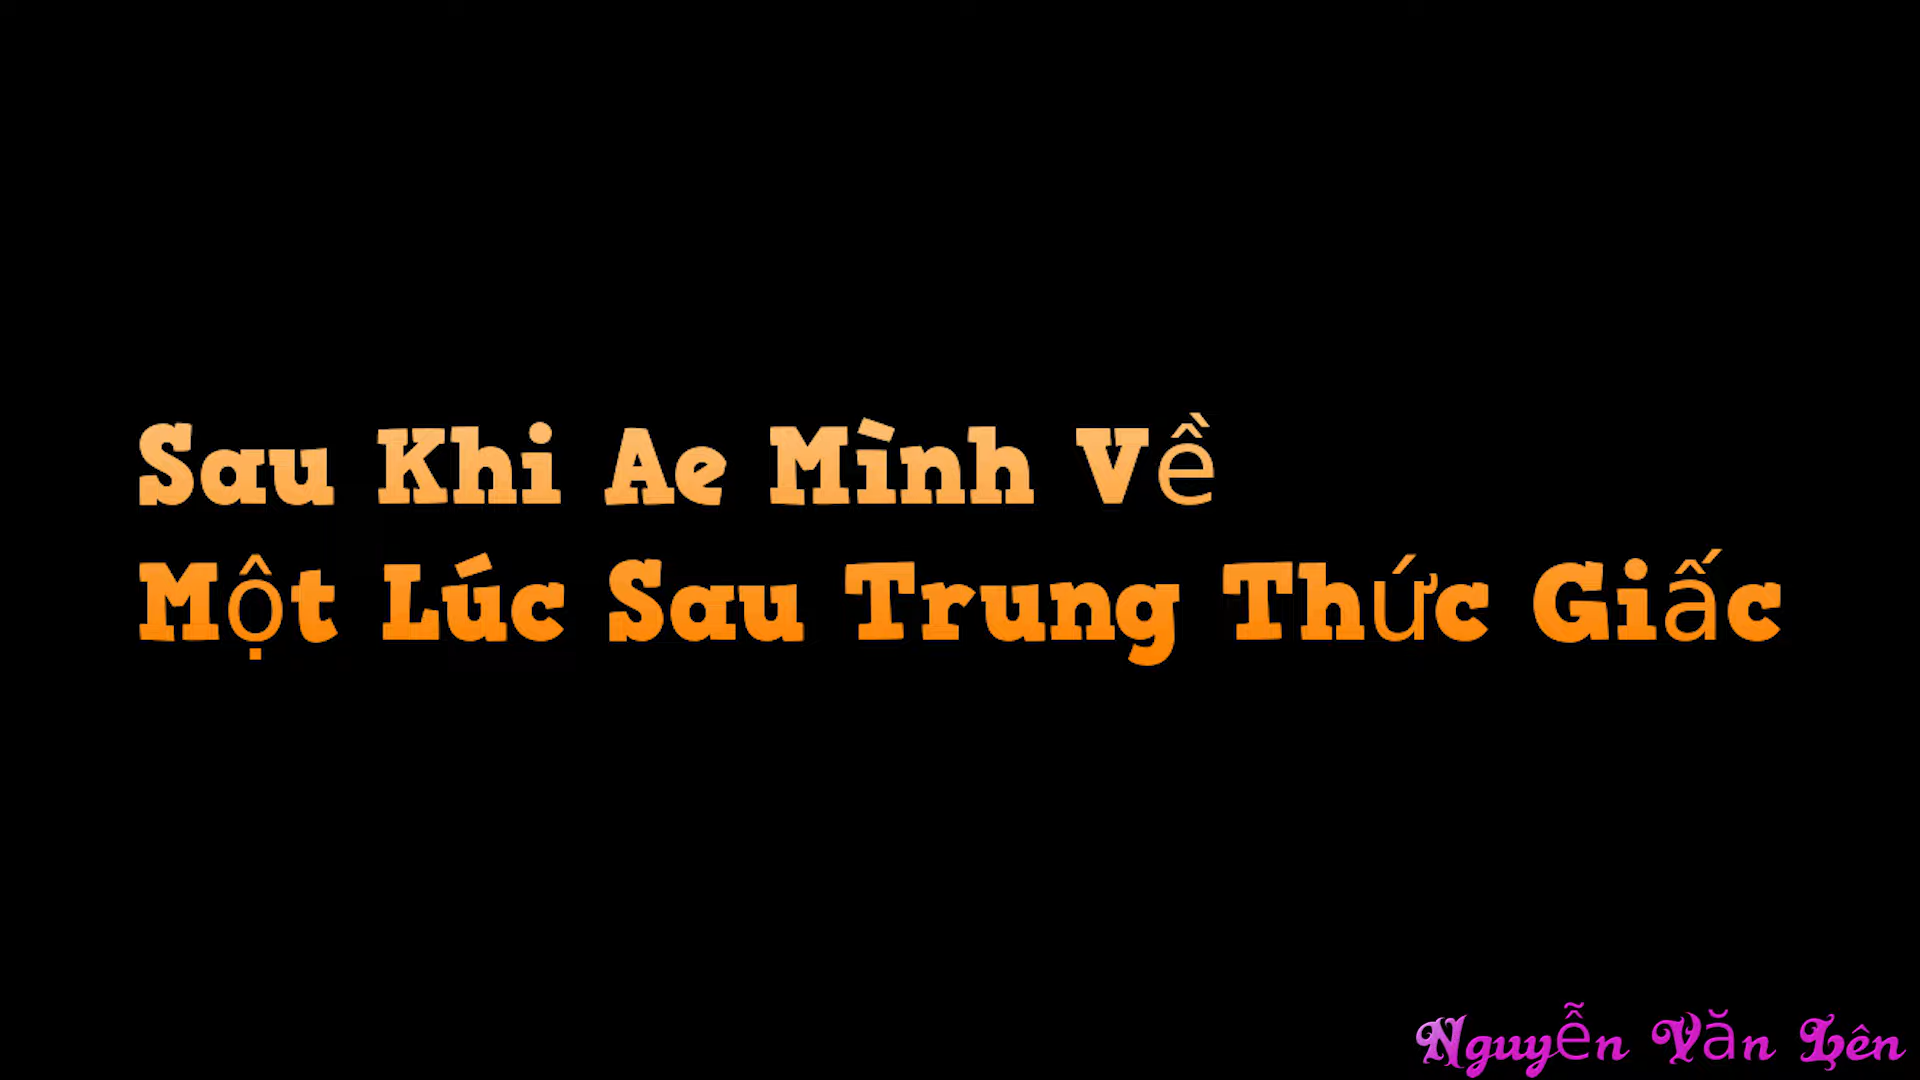 Sau Khi Ae Mình Về
Một Lúc Sau Trung Thức Giấc
Nguyễn Văn Lên